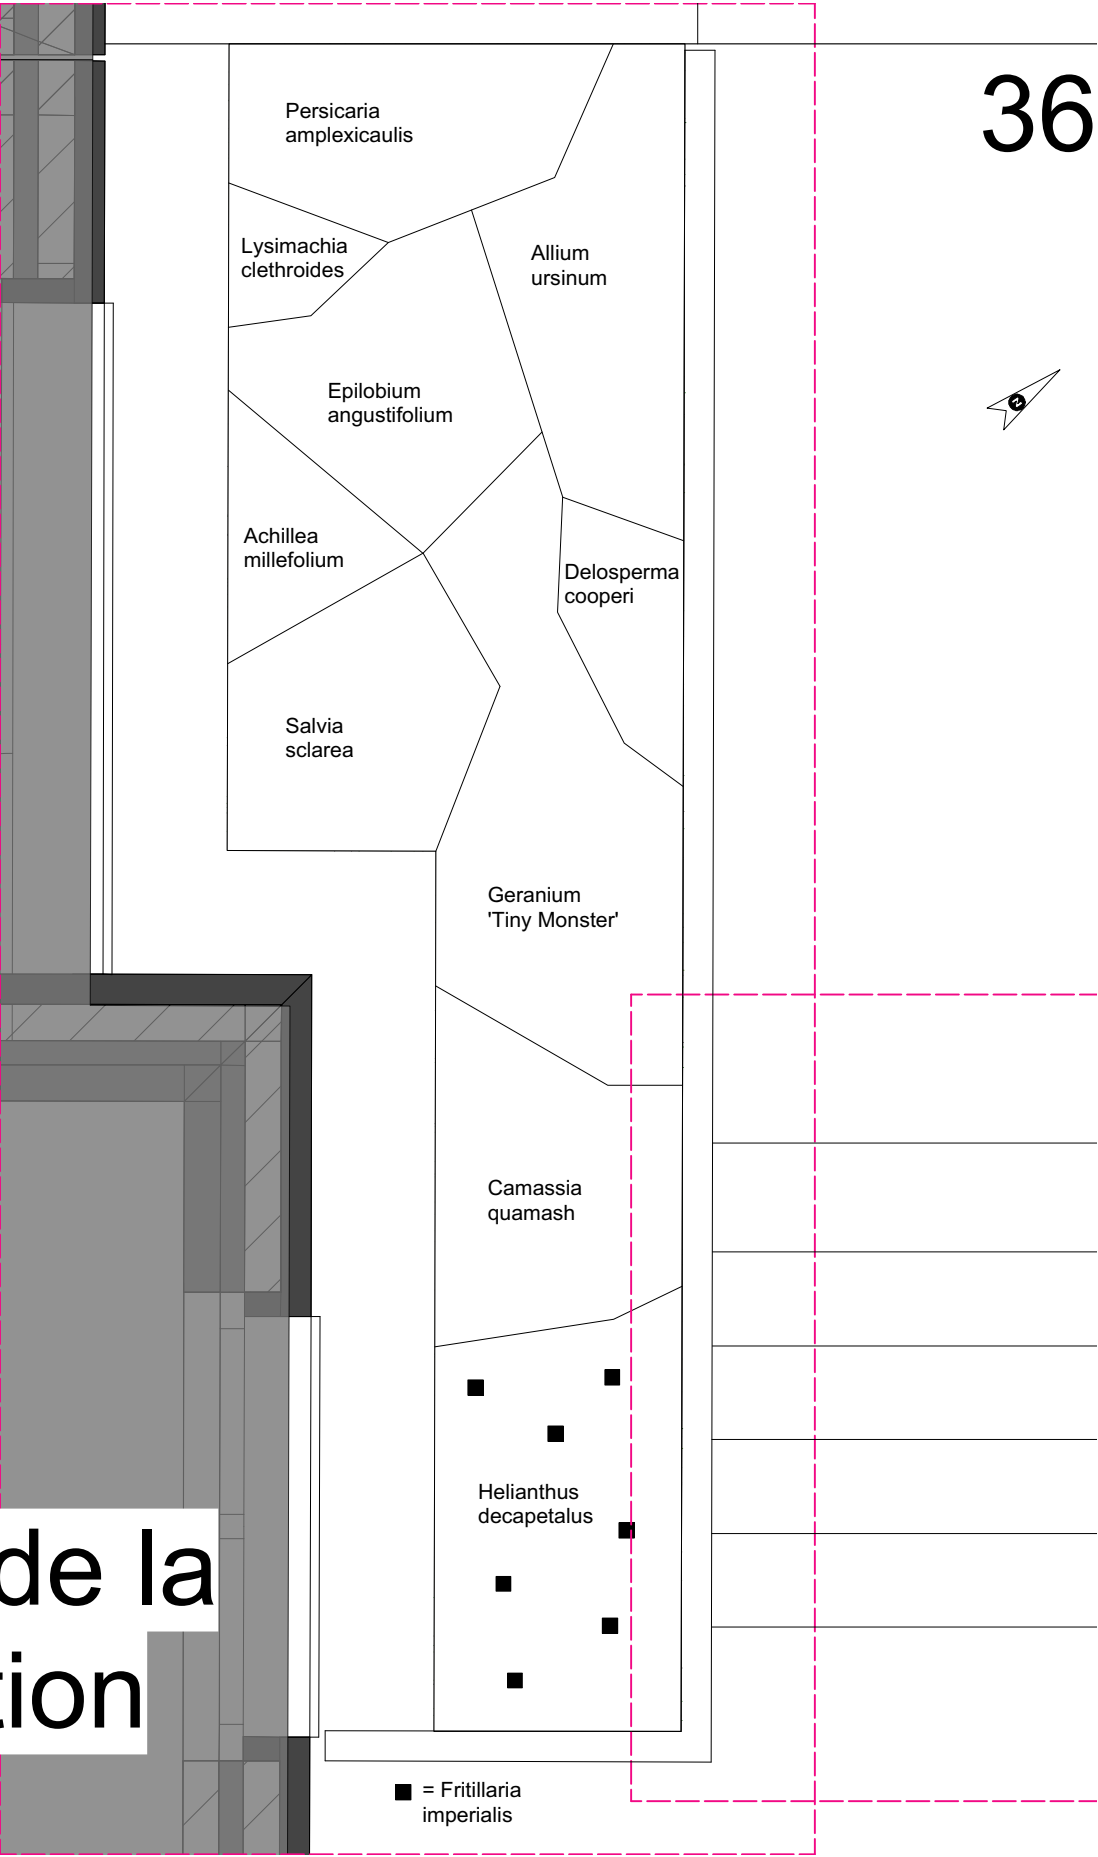 Persicaria
amplexicaulis
36
Lysimachia
clethroides
Allium
ursinum
Epilobium
angustifolium
N
Achillea
millefolium
Delosperma
cooperi
Salvia
sclarea
Geranium
'Tiny Monster'
Camassia
quamash
Helianthus
decapetalus
de la
tion
= Fritillaria
imperialis